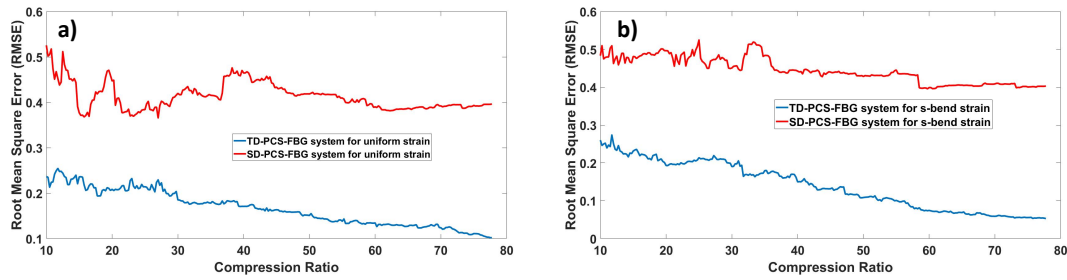 a)
Root Mean Square Error (RMSE)
0.6
0.5
0.4
0.3
0.2
0.1
TD-PCS-FBG system for uniform strain
SD-PCS-FBG system for uniform strain
10 20 30 40 50 60 70 80
Compression Ratio
b)
Root Mean Square Error (RMSE)
0.6
0.5
0.4
0.3
0.2
0.1
0
TD-PCS-FBG system for s-bend strain
SD-PCS-FBG system for s-bend strain
10 20 30 40 50 60 70 80
Compression Ratio